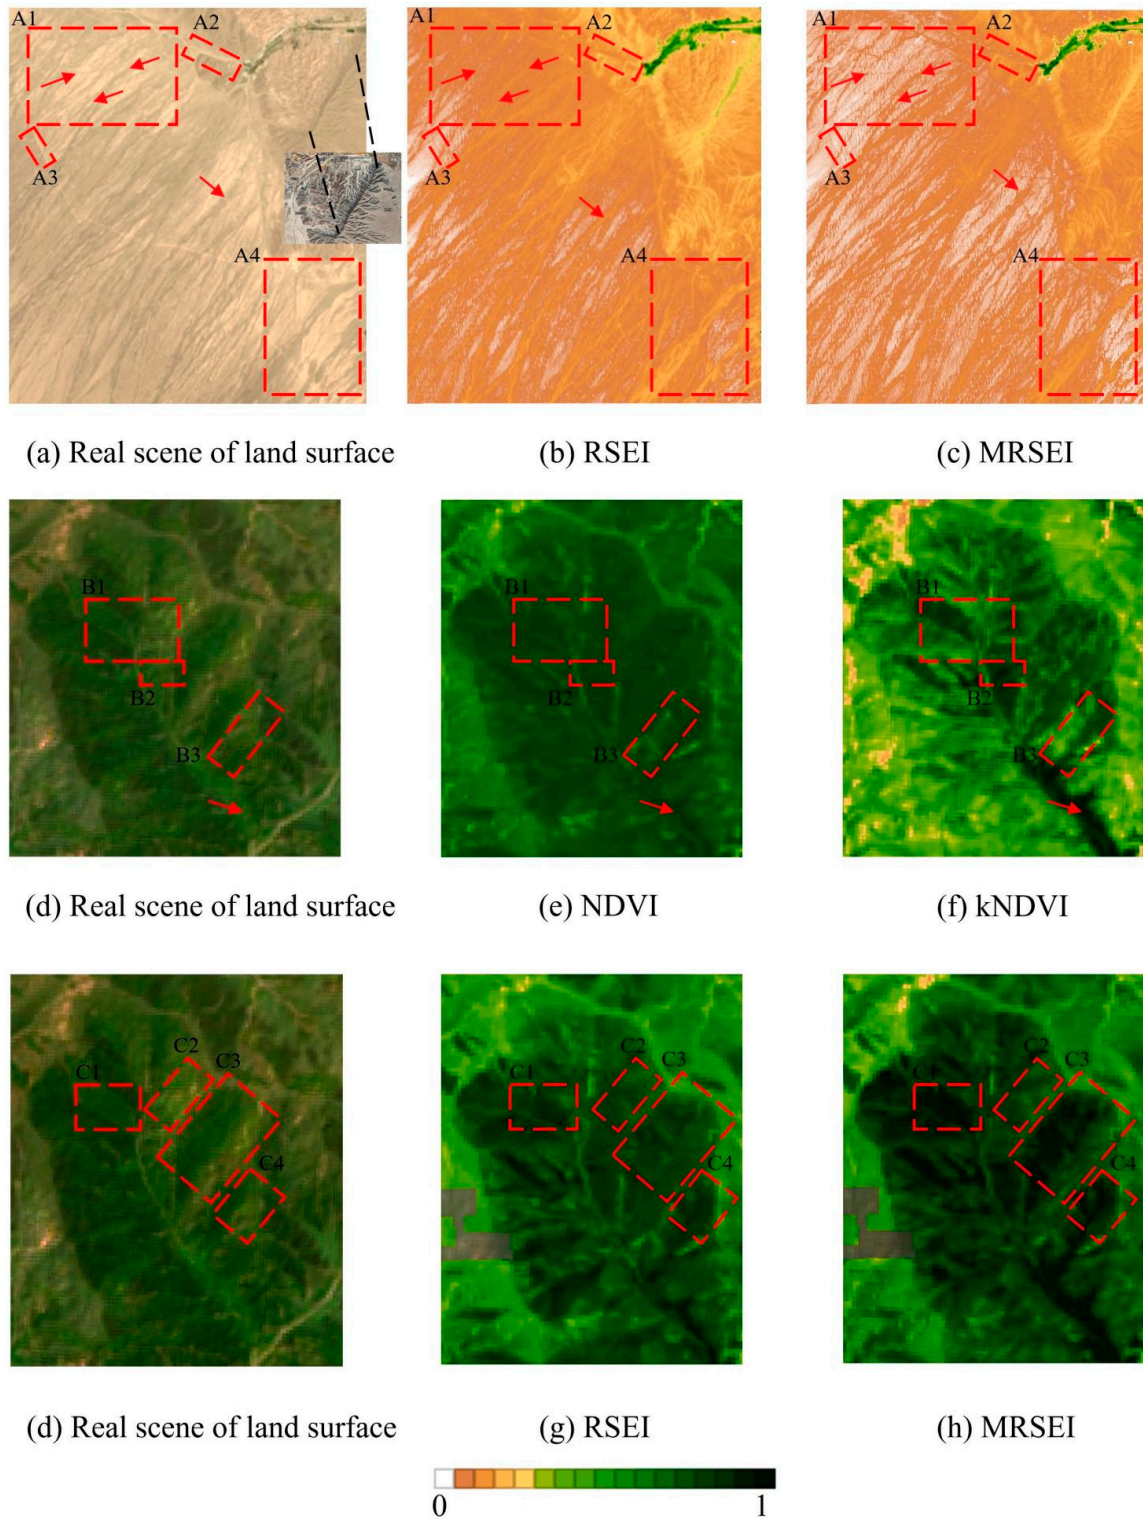 A1 A2 A1 A2 A1 A2
A3 A3 A3
A4 A4 A4
(a) Real scene of land surface (b) RSEI (c) MRSEI
B1 B1 B1
B2 B2 B2
B3 B3 B3
(d) Real scene of land surface (e) NDVI (f) kNDVI
C2 C3 C2 C3 C2 C3
C1 C1 C1
C4 C4 C4
(d) Real scene of land surface (g) RSEI (h) MRSEI
0 1